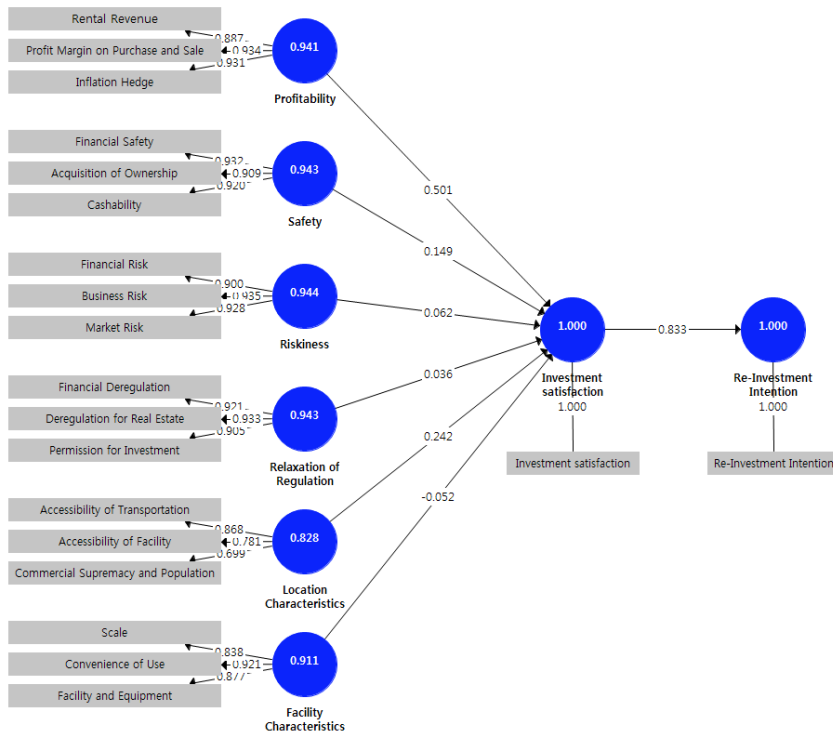 Rental Revenue
0.887
Profit Margin on Purchase and Sale
0.934
0.931
Inflation Hedge
0.941
Profitability
Financial Safety
0.932
Acquisition of Ownership
0.909
0.920
Cashability
0.943
Safety
Financial Risk
0.900
Business Risk
0.935
0.928
Market Risk
0.944
Riskiness
Financial Deregulation
0.921
Deregulation for Real Estate
0.933
0.905
Permission for Investment
0.943
Relaxation of
Regulation
Accessibility of Transportation
0.868
Accessibility of Facility
0.781
0.699
Commercial Supremacy and Population
0.828
Location
Characteristics
Scale
0.838
Convenience of Use
0.921
0.877
Facility and Equipment
0.911
Facility
Characteristics
0.501
0.149
0.062
0.036
0.242
-0.052
1.000
Investment
satisfaction
1.000
Investment satisfaction
0.833
1.000
Re-Investment
Intention
1.000
Re-Investment Intention